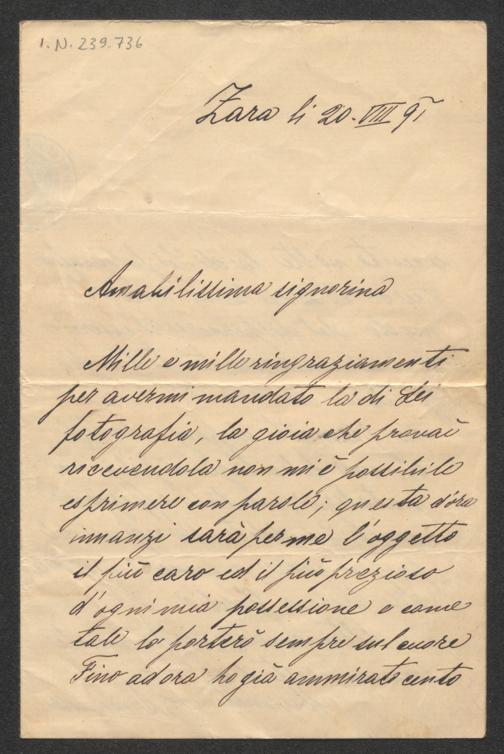 I.N. 239.736
Zara li 20. VIII 91
Amabilissima signorina
Mille e mille ringraziamenti
per avermi mandato la di Lei
fotografia, la gioia che provai
ricevendola non mi è possibile
esprimere con parole; questa d'ora
innanzi sarà per me l'oggetto
il più caro ed il più prezioso
d'ogni mia possessione e come
tale lo porterò sempre sul cuore
Fino ad ora ho già ammirato cento